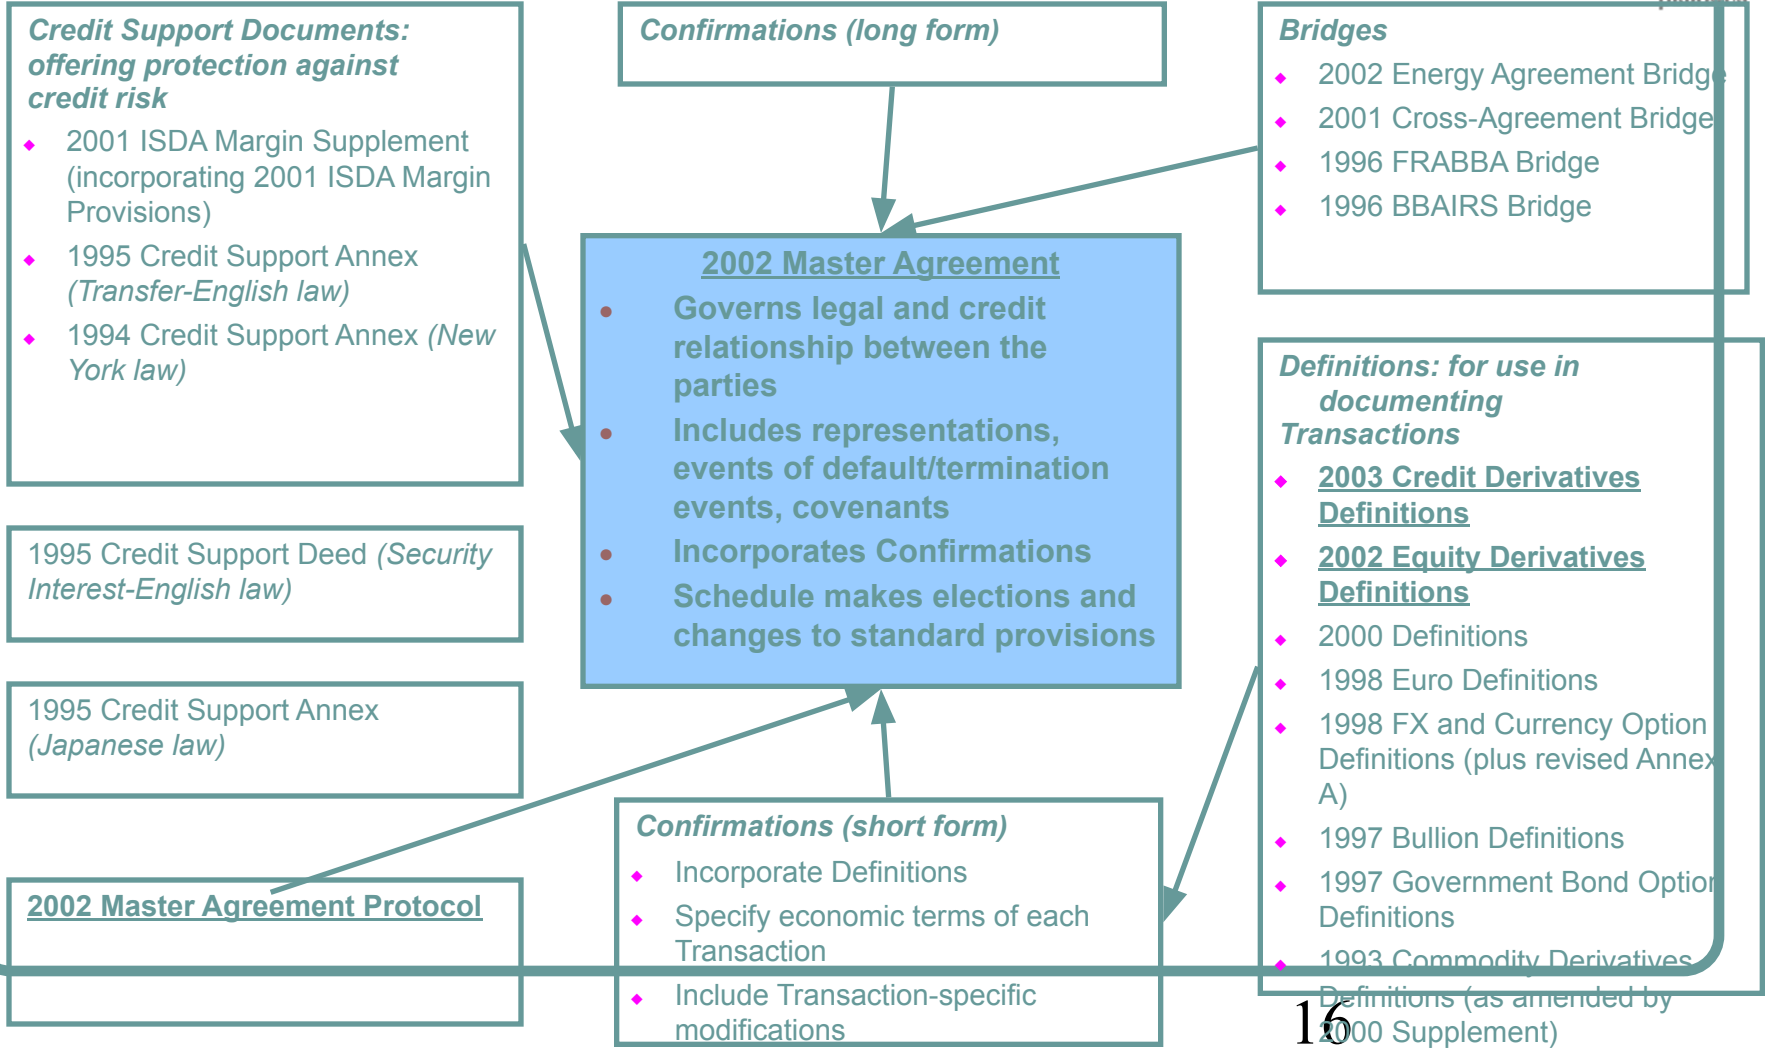 Credit Support Documents:
offering protection against
credit risk
2001 ISDA Margin Supplement
(incorporating 2001 ISDA Margin
Provisions)
1995 Credit Support Annex
(Transfer-English law)
1994 Credit Support Annex (New
York law)
1995 Credit Support Deed (Security
Interest-English law)
1995 Credit Support Annex
(Japanese law)
2002 Master Agreement Protocol
Confirmations (long form)
2002 Master Agreement
Governs legal and credit
relationship between the
parties
Includes representations,
events of default/termination
events, covenants
Incorporates Confirmations
Schedule makes elections and
changes to standard provisions
Confirmations (short form)
Incorporate Definitions
Specify economic terms of each
Transaction
Include Transaction-specific
modifications
Bridges
2002 Energy Agreement Bridge
2001 Cross-Agreement Bridge
1996 FRABBA Bridge
1996 BBAIRS Bridge
Definitions: for use in
documenting
Transactions
2003 Credit Derivatives
Definitions
2002 Equity Derivatives
Definitions
2000 Definitions
1998 Euro Definitions
1998 FX and Currency Option
Definitions (plus revised Annex
A)
1997 Bullion Definitions
1997 Government Bond Option
Definitions
1993 Commodity Derivatives
Definitions (as amended by
2000 Supplement)
16